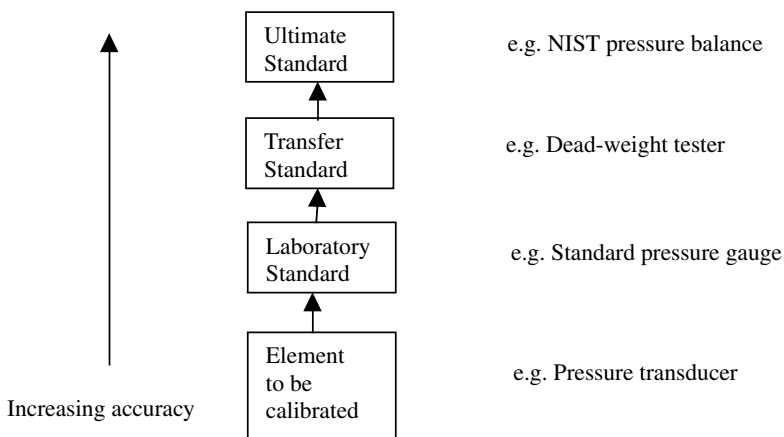 Ultimate
Standard
e.g. NIST pressure balance
Transfer
Standard
e.g. Dead-weight tester
Laboratory
Standard
e.g. Standard pressure gauge
Element
to be
calibrated
e.g. Pressure transducer
Increasing accuracy